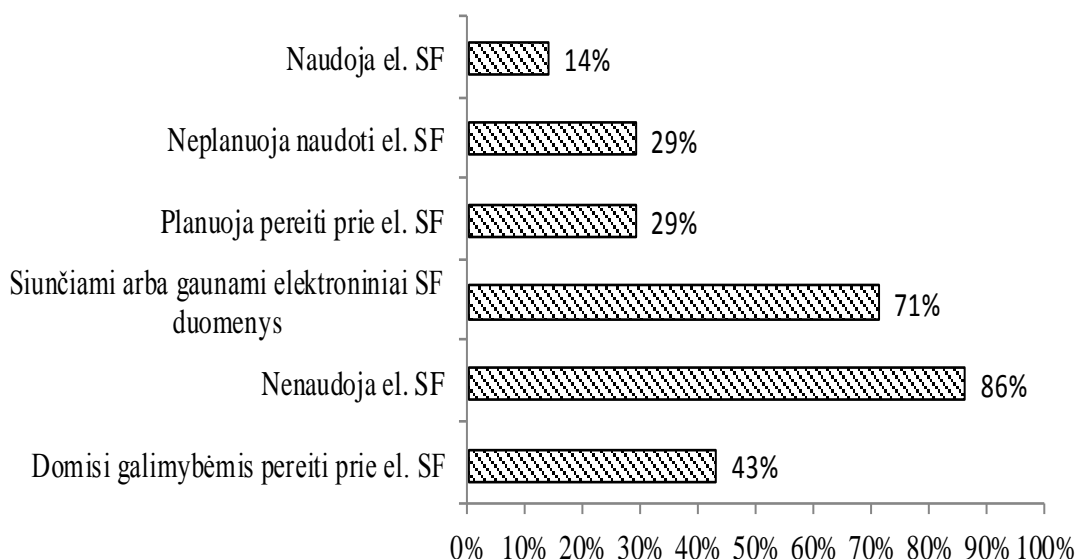 Naudoja el. SF
14%
Neplanuoja naudoti el. SF
29%
Planuoja pereiti prie el. SF
29%
Siunčiami arba gaunami elektroniniai SF
duomenys
71%
Nenaudoja el. SF
86%
Domisi galimybėmis pereiti prie el. SF
43%
0% 10% 20% 30% 40% 50% 60% 70% 80% 90% 100%